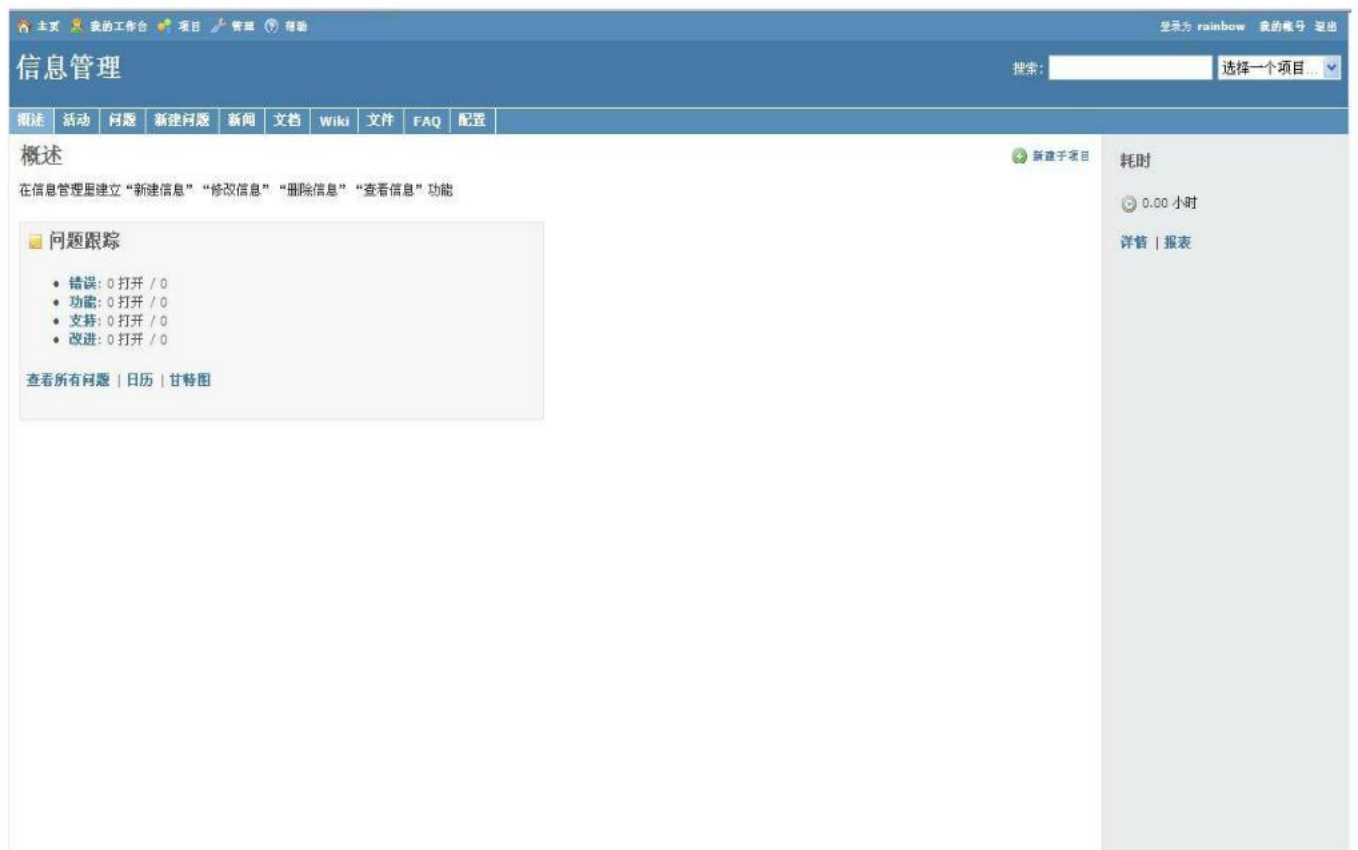 主页 我的工作台 项目 管理 帮助 登录为 rainbow 我的帐号 退出
信息管理
搜索: 选择一个项目...
概述 活动 问题 新建问题 新闻 文档 Wiki 文件 FAQ 配置
概述
新建子项目
在信息管理里建立“新建信息”“修改信息”“删除信息”“查看信息”功能
问题跟踪
• 错误: 0 打开 / 0
• 功能: 0 打开 / 0
• 支持: 0 打开 / 0
• 改进: 0 打开 / 0
查看所有问题 | 日历 | 甘特图
耗时
0.00 小时
详情 | 报表